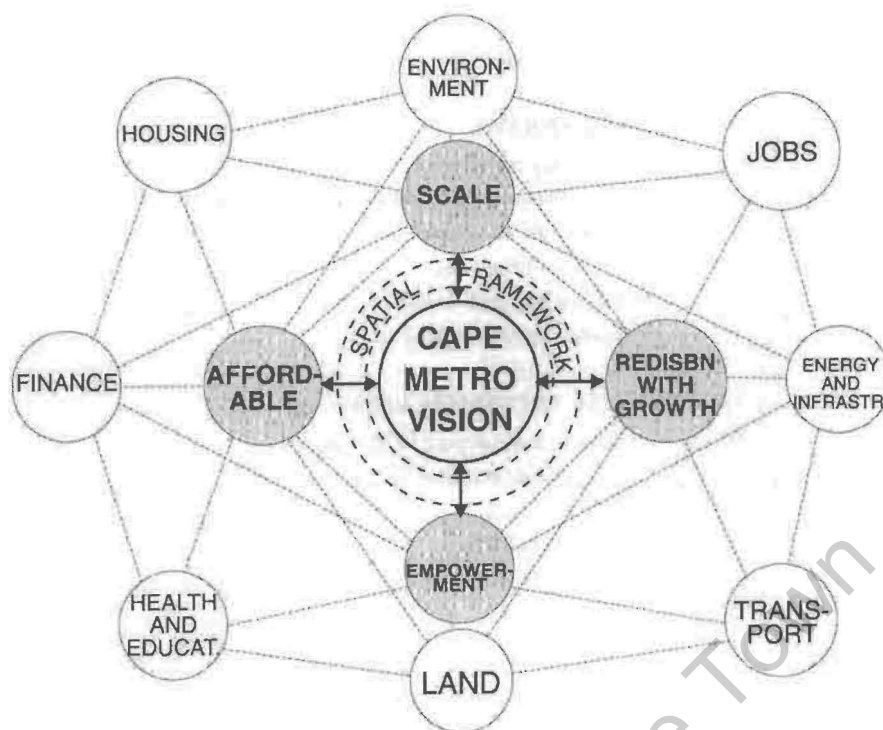 ENVIRON-
MENT
HOUSING
JOBS
SCALE
SPATIAL FRAMEWORK
CAPE
METRO
VISION
FINANCE
AFFORD-
ABLE
REDISBN
WITH
GROWTH
ENERGY
AND
INFRASTR
EMPOWER-
MENT
HEALTH
AND
EDUCAT.
LAND
TRANS-
PORT
e Town